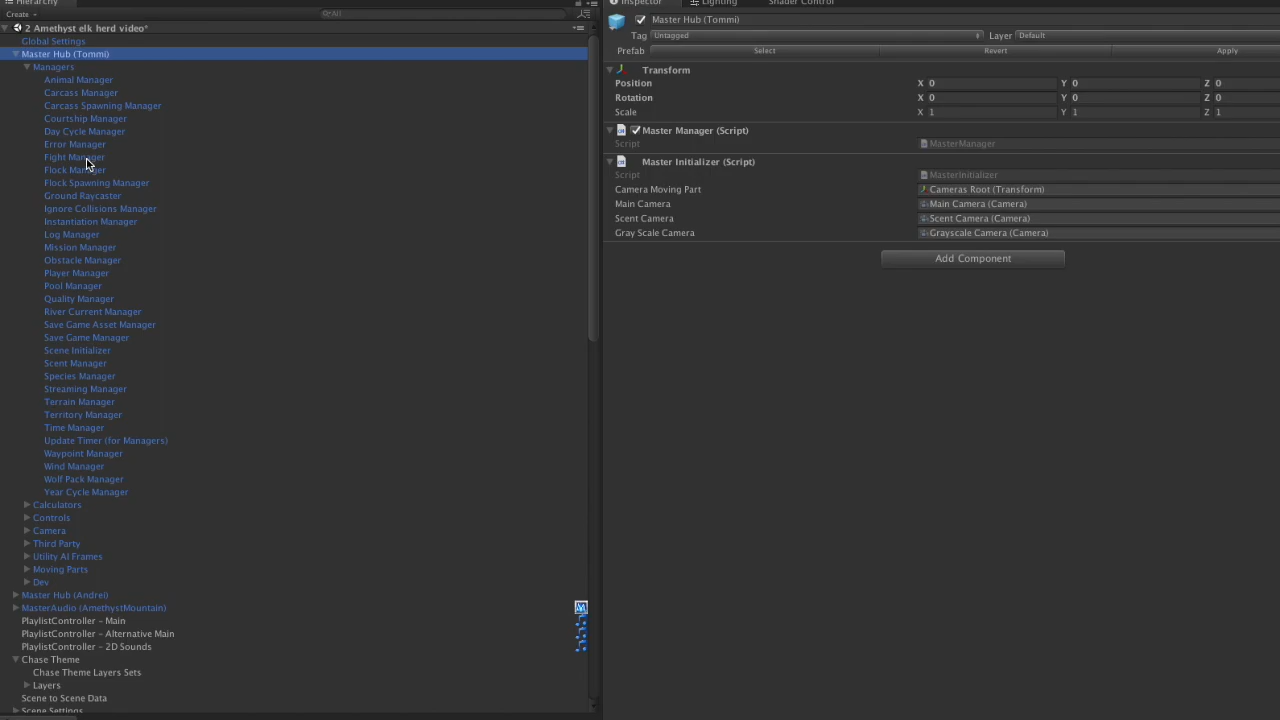 Hierarchy
Create
All
2 Amethyst elk herd video*
Global Settings
Master Hub (Tommi)
Managers
Animal Manager
Carcass Manager
Carcass Spawning Manager
Courtship Manager
Day Cycle Manager
Error Manager
Fight Manager
Flock Manager
Flock Spawning Manager
Ground Raycaster
Ignore Collisions Manager
Instantiation Manager
Log Manager
Mission Manager
Obstacle Manager
Player Manager
Pool Manager
Quality Manager
River Current Manager
Save Game Asset Manager
Save Game Manager
Scene Initializer
Scent Manager
Species Manager
Streaming Manager
Terrain Manager
Territory Manager
Time Manager
Update Timer (for Managers)
Waypoint Manager
Wind Manager
Wolf Pack Manager
Year Cycle Manager
Calculators
Controls
Camera
Third Party
Utility AI Frames
Moving Parts
Dev
Master Hub (Andrei)
MasterAudio (AmethystMountain)
PlaylistController - Main
PlaylistController - Alternative Main
PlaylistController - 2D Sounds
Chase Theme
Chase Theme Layers Sets
Layers
Scene to Scene Data
Scene Settings
Inspector Lighting Shader Control
Master Hub (Tommi)
Tag Untagged Layer Default
Prefab Select Revert Apply
Transform
Position X 0 Y 0 Z 0
Rotation X 0 Y 0 Z 0
Scale X 1 Y 1 Z 1
Master Manager (Script)
Script MasterManager
Master Initializer (Script)
Script MasterInitializer
Camera Moving Part Cameras Root (Transform)
Main Camera Main Camera (Camera)
Scent Camera Scent Camera (Camera)
Gray Scale Camera Grayscale Camera (Camera)
Add Component